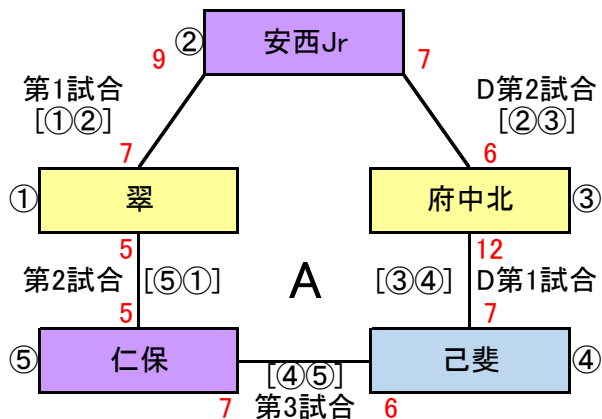 ② 安西Jr
9
7
第1試合
[①②]
D第2試合
[②③]
7
6
① 翠
府中北 ③
5
12
第2試合 [⑤①]
A
[③④] D第1試合
5
7
⑤ 仁保
己斐 ④
[④⑤]
7 第3試合 6